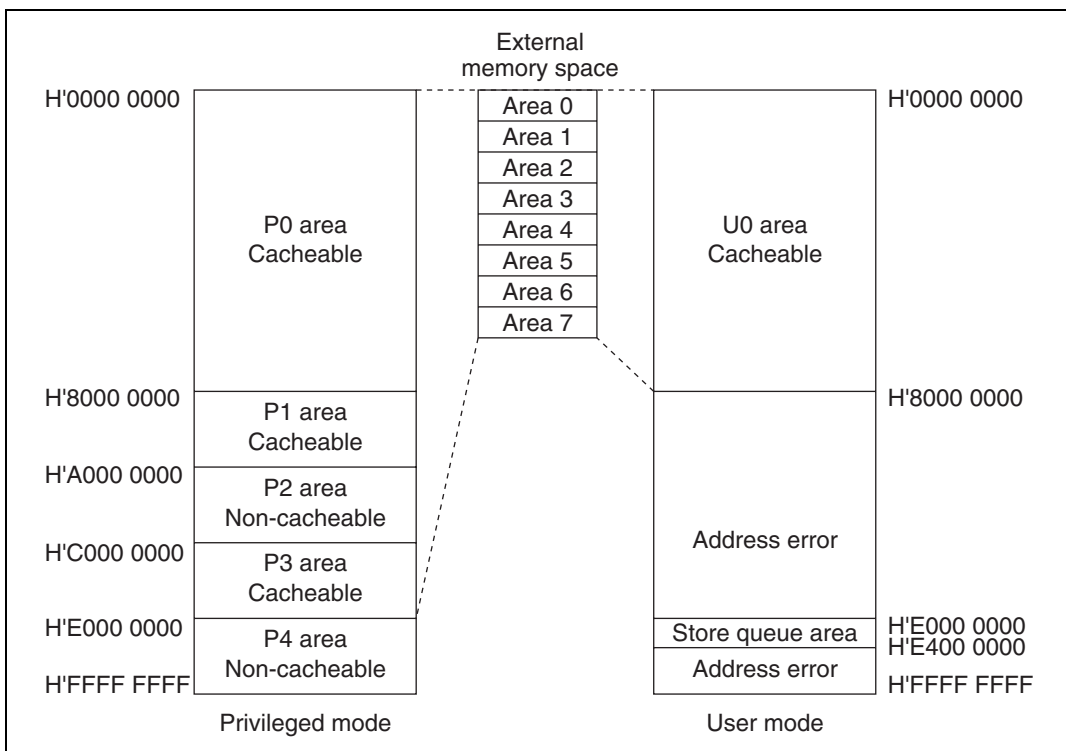 External
memory space
H'0000 0000
H'0000 0000
Area 0
Area 1
Area 2
Area 3
Area 4
Area 5
Area 6
Area 7
P0 area
Cacheable
U0 area
Cacheable
H'8000 0000
H'8000 0000
P1 area
Cacheable
H'A000 0000
P2 area
Non-cacheable
Address error
H'C000 0000
P3 area
Cacheable
H'E000 0000
P4 area
Non-cacheable
Store queue area
H'E000 0000
H'E400 0000
Address error
H'FFFF FFFF
H'FFFF FFFF
Privileged mode
User mode